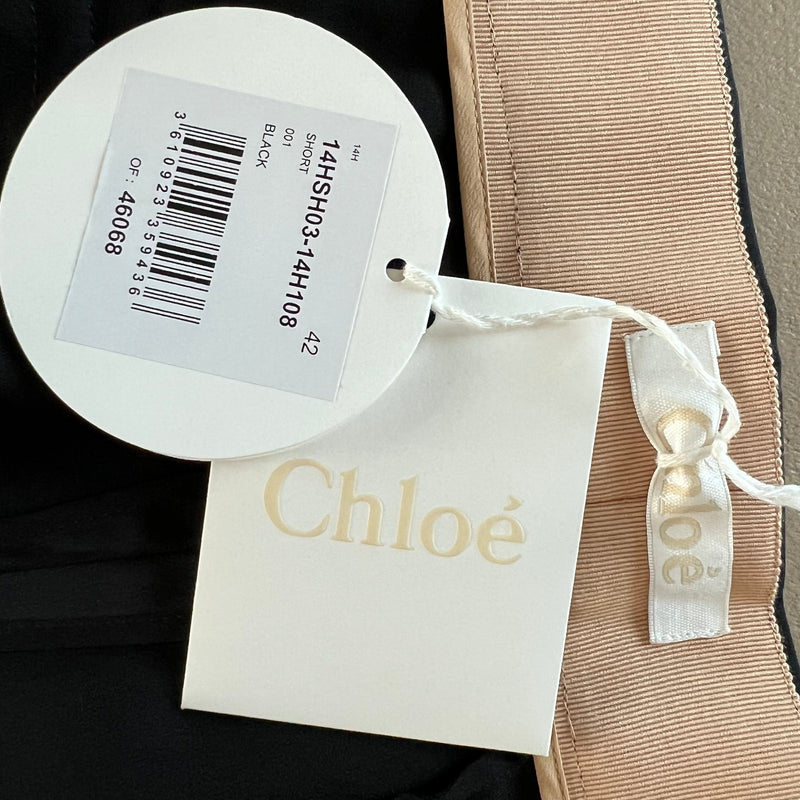 14H
14HSH03-14H108
42
SHORT
001
BLACK
3 610923 359436
OF: 46068
Chloé
Chloé